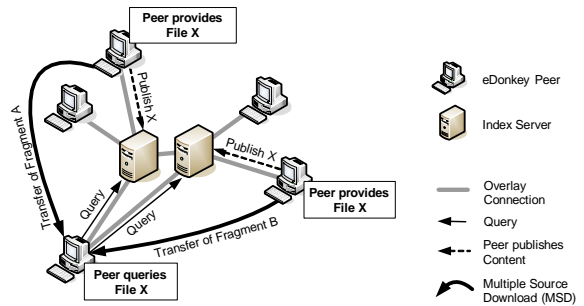 Peer provides
File X
Publish X
Transfer of Fragment A
Query
Query
Publish X
Peer provides
File X
Transfer of Fragment B
Peer queries
File X
eDonkey Peer
Index Server
Overlay
Connection
Query
Peer publishes
Content
Multiple Source
Download (MSD)